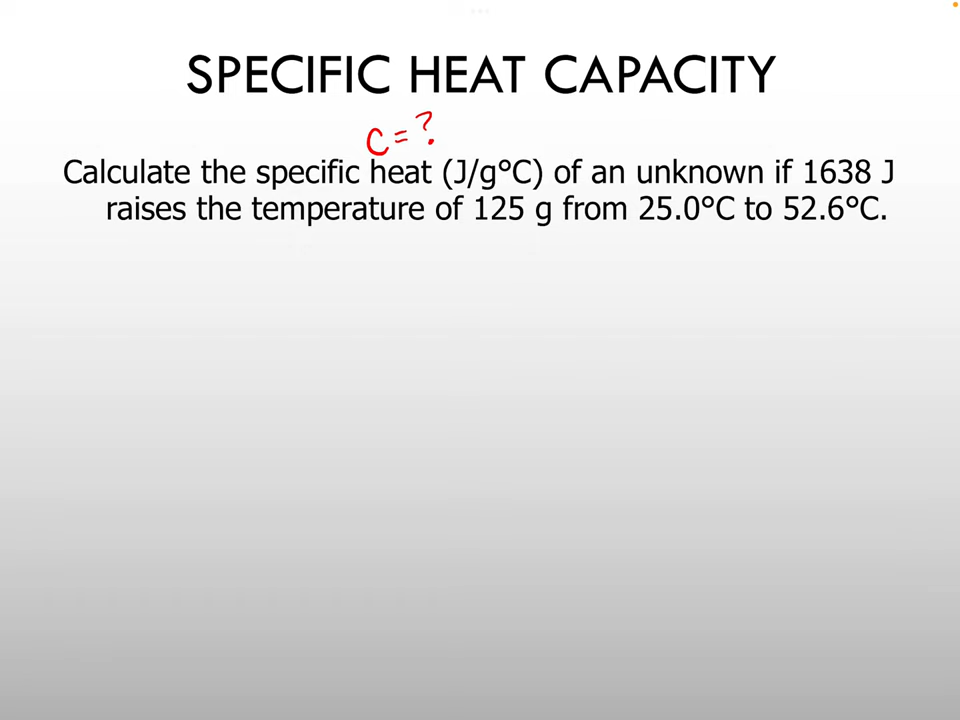 SPECIFIC HEAT CAPACITY
C = ?
Calculate the specific heat (J/g°C) of an unknown if 1638 J
raises the temperature of 125 g from 25.0°C to 52.6°C.